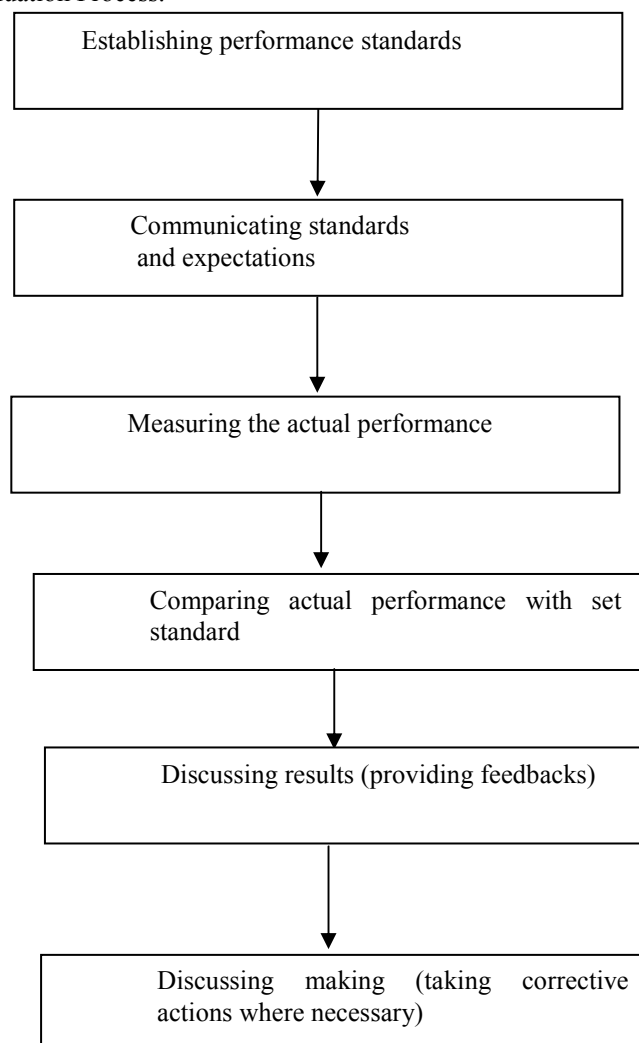 Process.
Establishing performance standards
Communicating standards
and expectations
Measuring the actual performance
Comparing actual performance with set
standard
Discussing results (providing feedbacks)
Discussing making (taking corrective
actions where necessary)